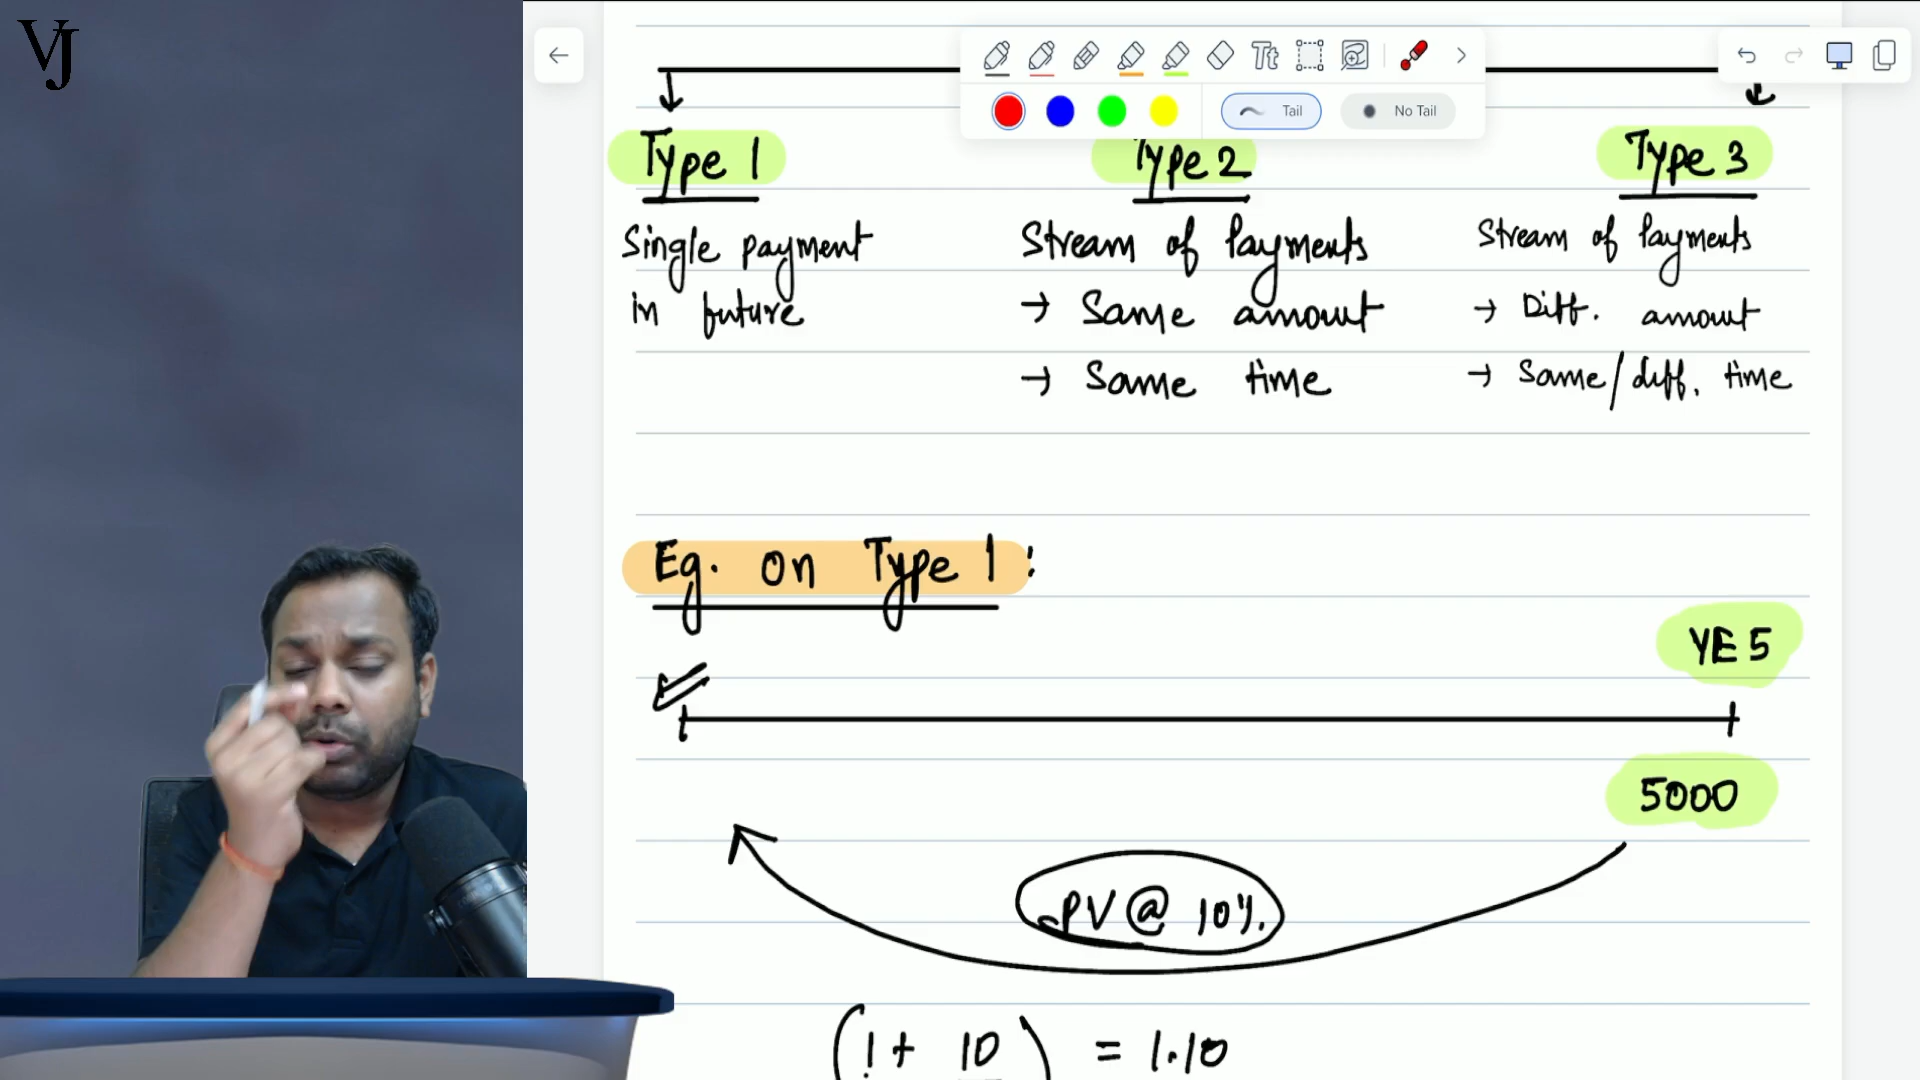 VJ
Tt
Tail
No Tail
Type 1
Type 2
Type 3
Single payment
in future
Stream of Payments
→ Same amount
→ Same time
Stream of Payments
→ Diff. amount
→ Same/diff. time
Eg. on Type 1:
YE 5
5000
PV @ 10%.
(1 + 10) = 1.10